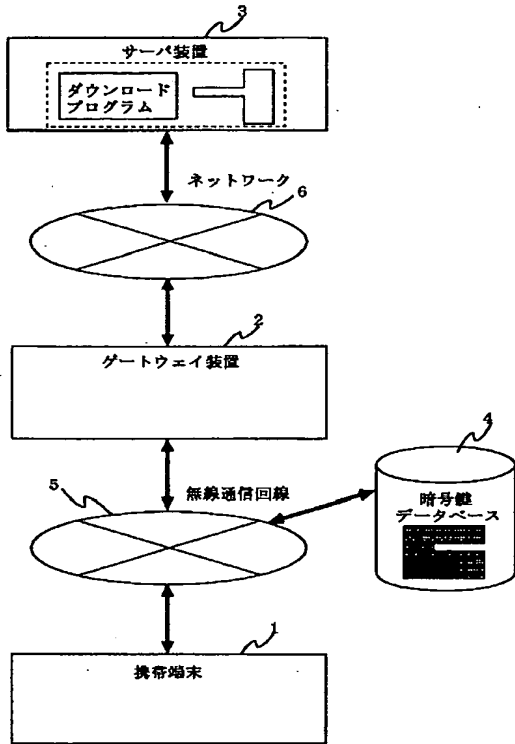 3
サーバ装置
ダウンロード
プログラム
ネットワーク
6
2
ゲートウェイ装置
5
無線通信回線
4
暗号鍵
データベース
1
携帯端末